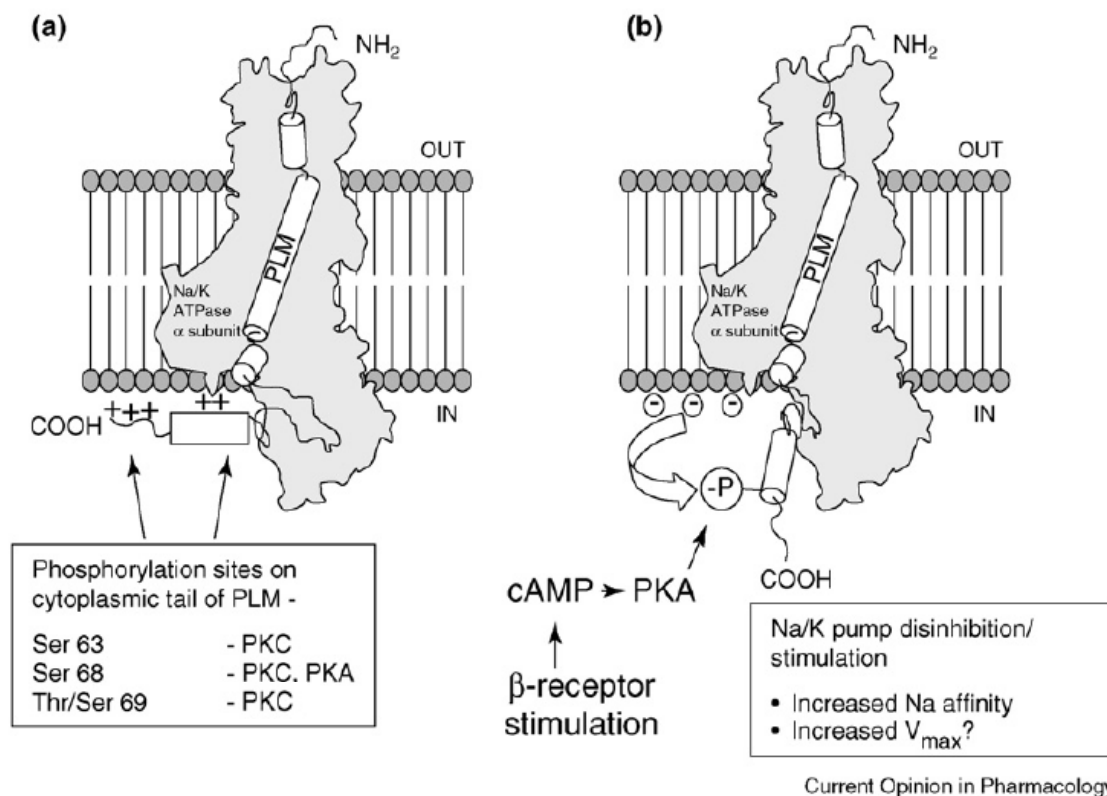 (a)
NH2
OUT
PLM
Na/K
ATPase
α subunit
+++
++
COOH
IN
Phosphorylation sites on
cytoplasmic tail of PLM -
Ser 63 - PKC
Ser 68 - PKC. PKA
Thr/Ser 69 - PKC
(b)
NH2
OUT
PLM
Na/K
ATPase
α subunit
- - -
IN
-P
COOH
cAMP PKA
β-receptor
stimulation
Na/K pump disinhibition/
stimulation
• Increased Na affinity
• Increased Vmax?
Current Opinion in Pharmacology